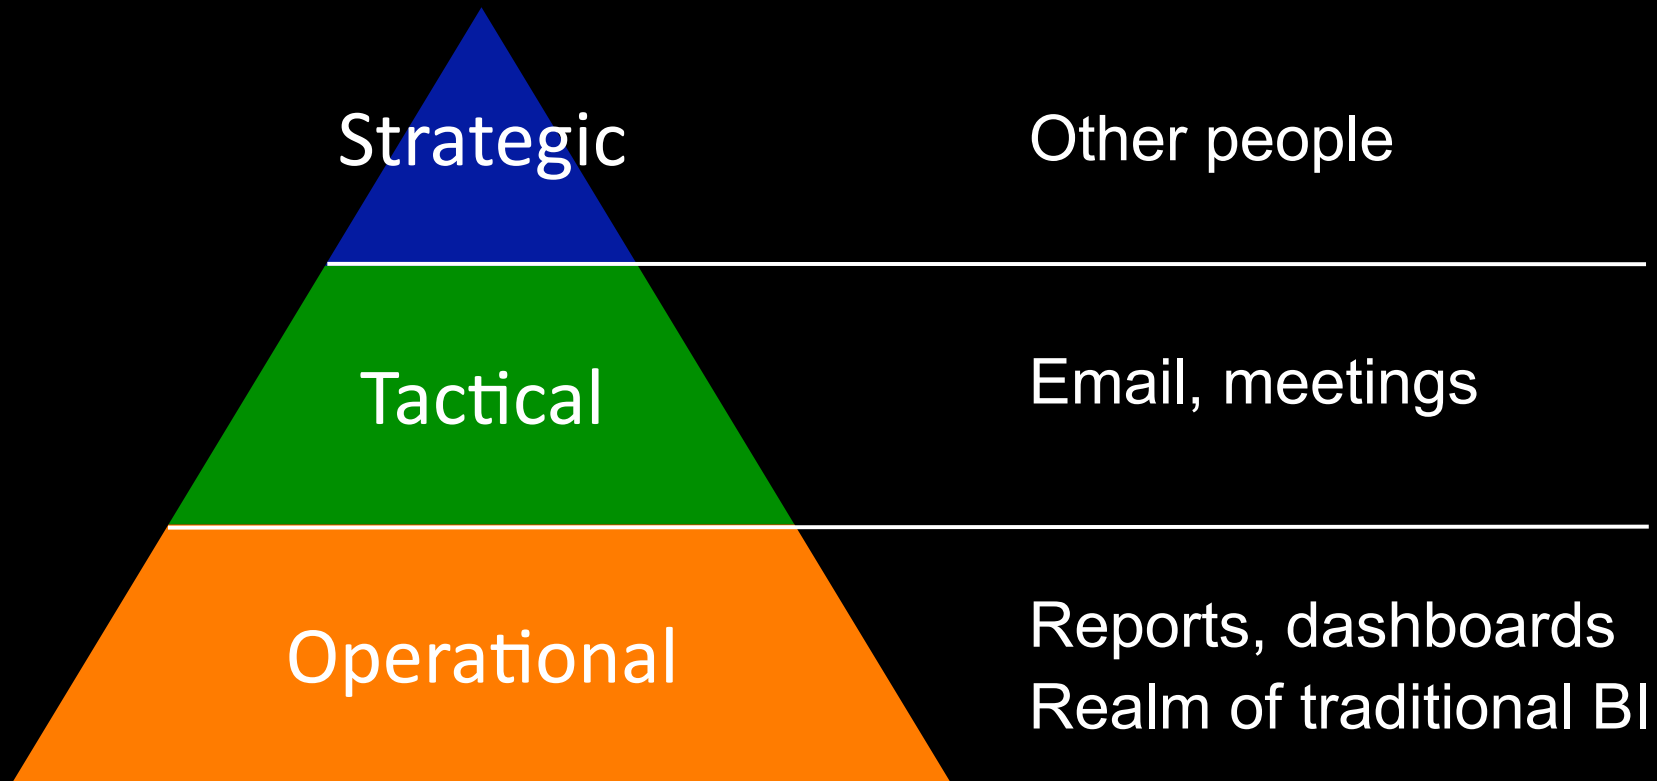 Strategic
Other people
Tactical
Email, meetings
Operational
Reports, dashboards
Realm of traditional BI